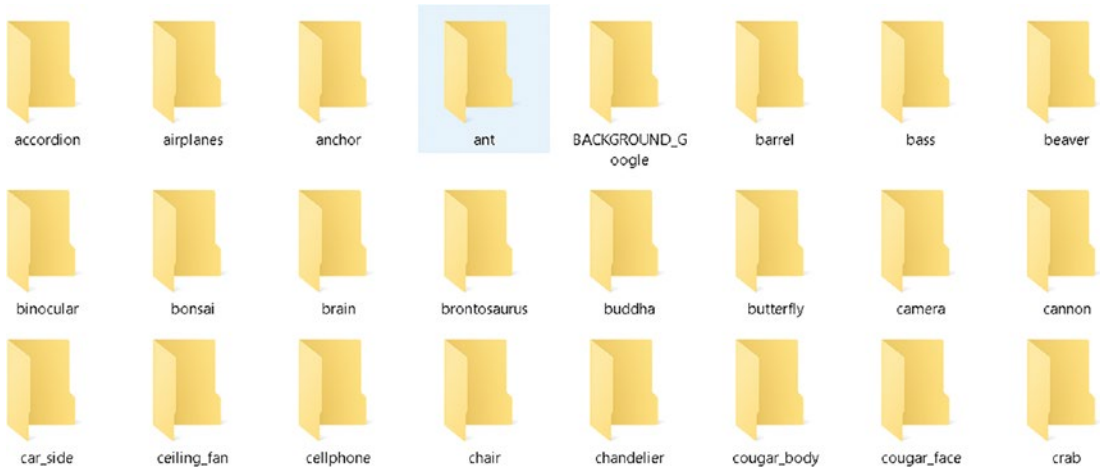 accordion airplanes anchor ant BACKGROUND_G barrel bass beaver
oogle
binocular bonsai brain brontosaurus buddha butterfly camera cannon
car_side ceiling_fan cellphone chair chandelier cougar_body cougar_face crab